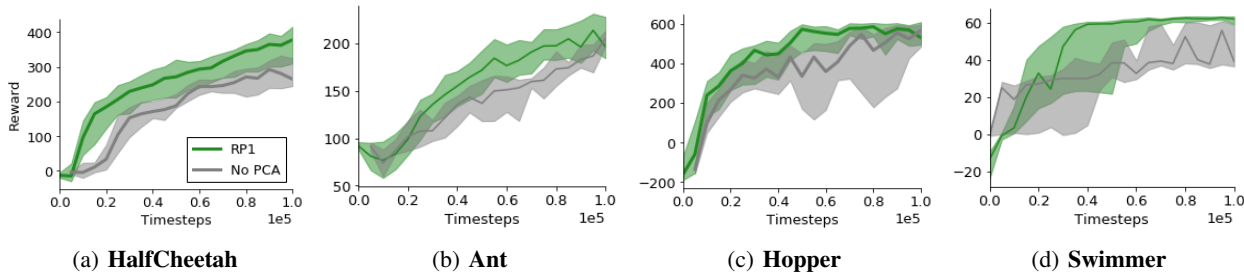 400
300
200
100
0
Reward
RP1
No PCA
0.0 0.2 0.4 0.6 0.8 1.0
Timesteps
1e5
(a) HalfCheetah
200
150
100
50
0.0 0.2 0.4 0.6 0.8 1.0
Timesteps
1e5
(b) Ant
600
400
200
0
−200
0.0 0.2 0.4 0.6 0.8 1.0
Timesteps
1e5
(c) Hopper
60
40
20
0
−20
0.0 0.2 0.4 0.6 0.8 1.0
Timesteps
1e5
(d) Swimmer